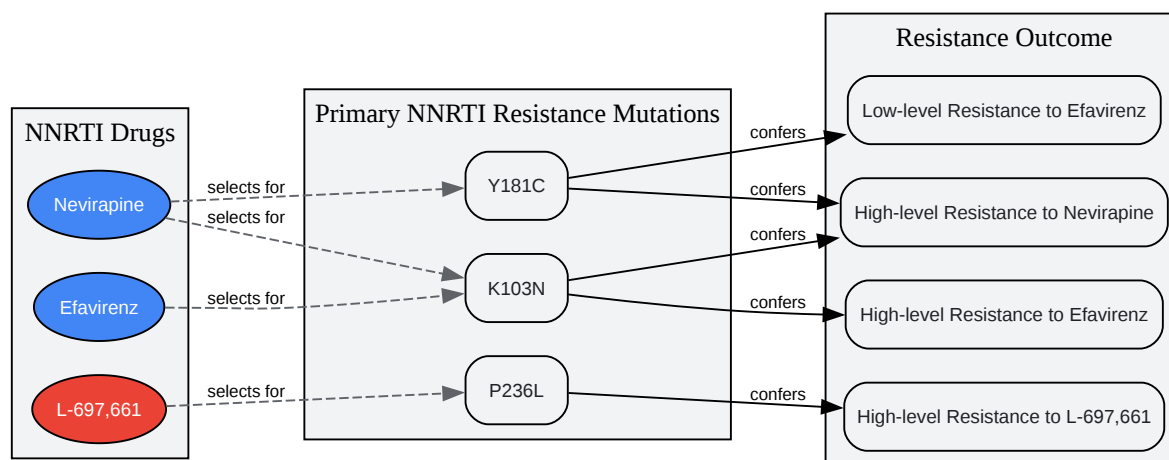 NNRTI Drugs
Nevirapine
Efavirenz
L-697,661
selects for
selects for
selects for
selects for
Primary NNRTI Resistance Mutations
Y181C
K103N
P236L
confers
confers
confers
confers
confers
Resistance Outcome
Low-level Resistance to Efavirenz
High-level Resistance to Nevirapine
High-level Resistance to Efavirenz
High-level Resistance to L-697,661